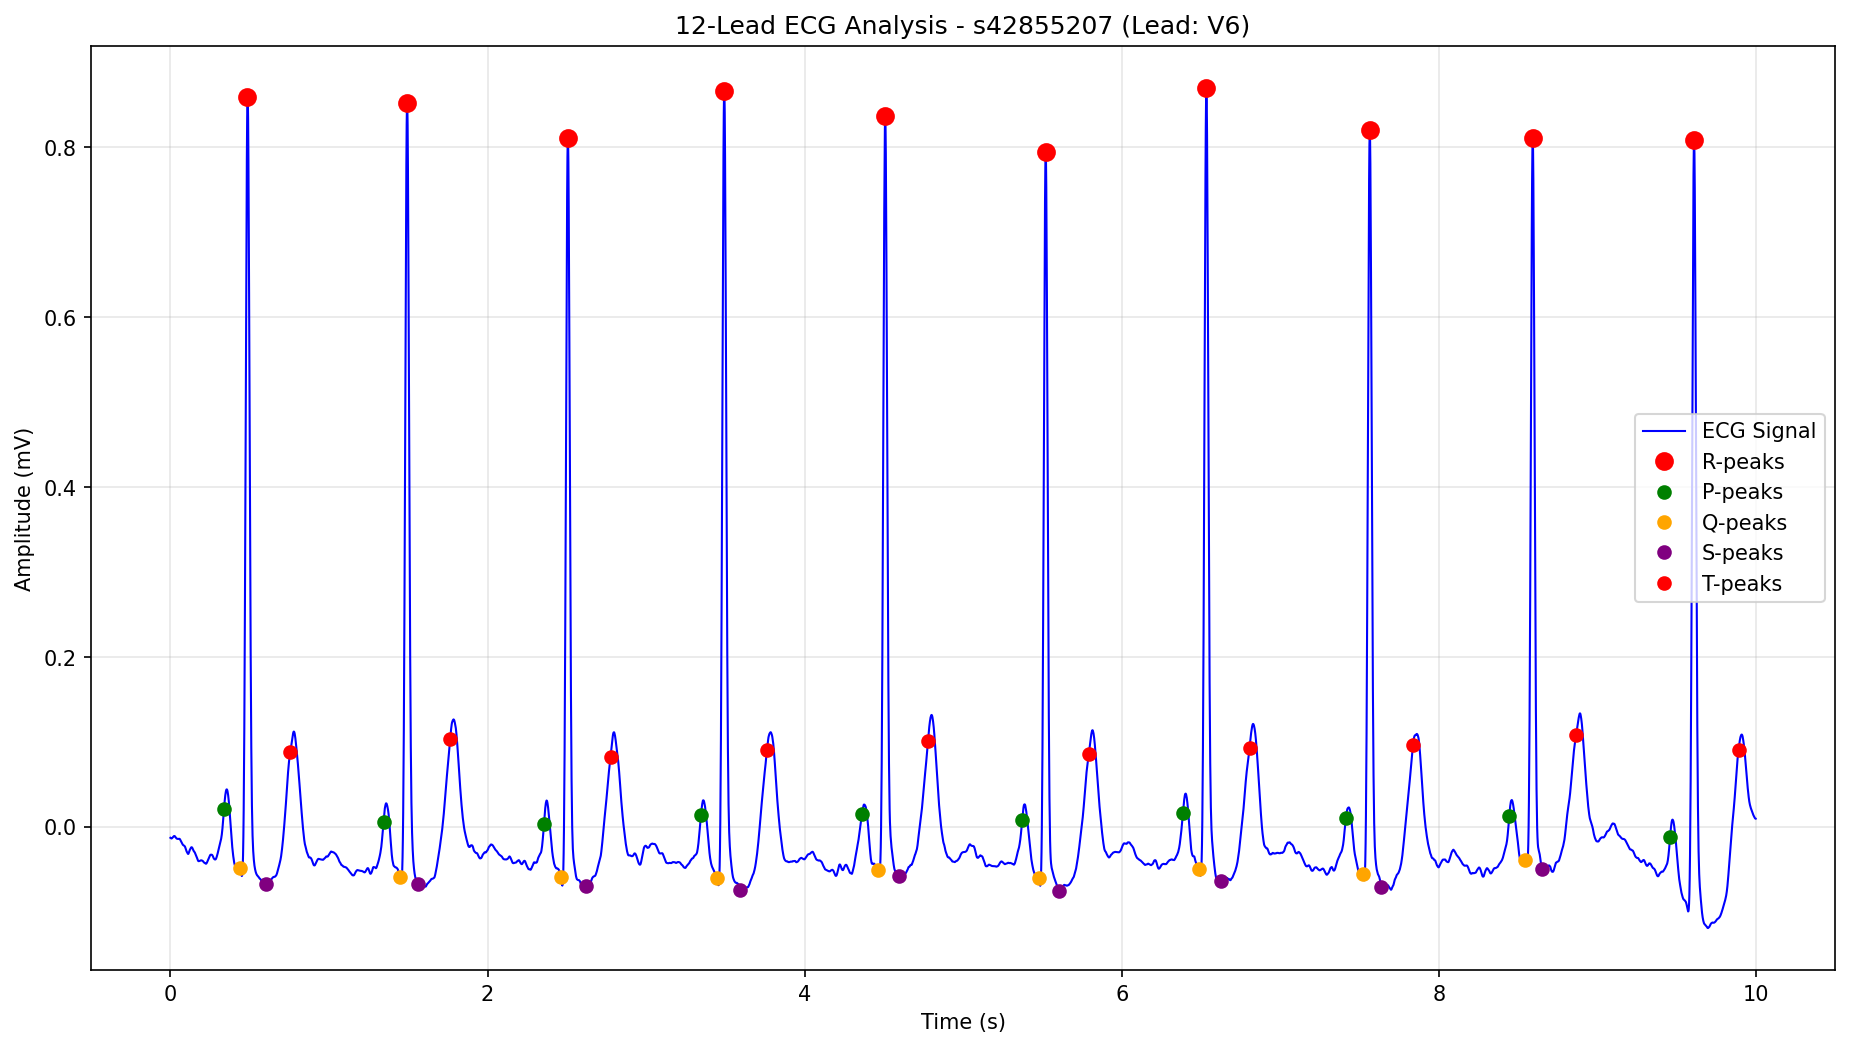 12-Lead ECG Analysis - s42855207 (Lead: V6)
Amplitude (mV)
0.8
0.6
0.4
0.2
0.0
ECG Signal
R-peaks
P-peaks
Q-peaks
S-peaks
T-peaks
0 2 4 6 8 10
Time (s)